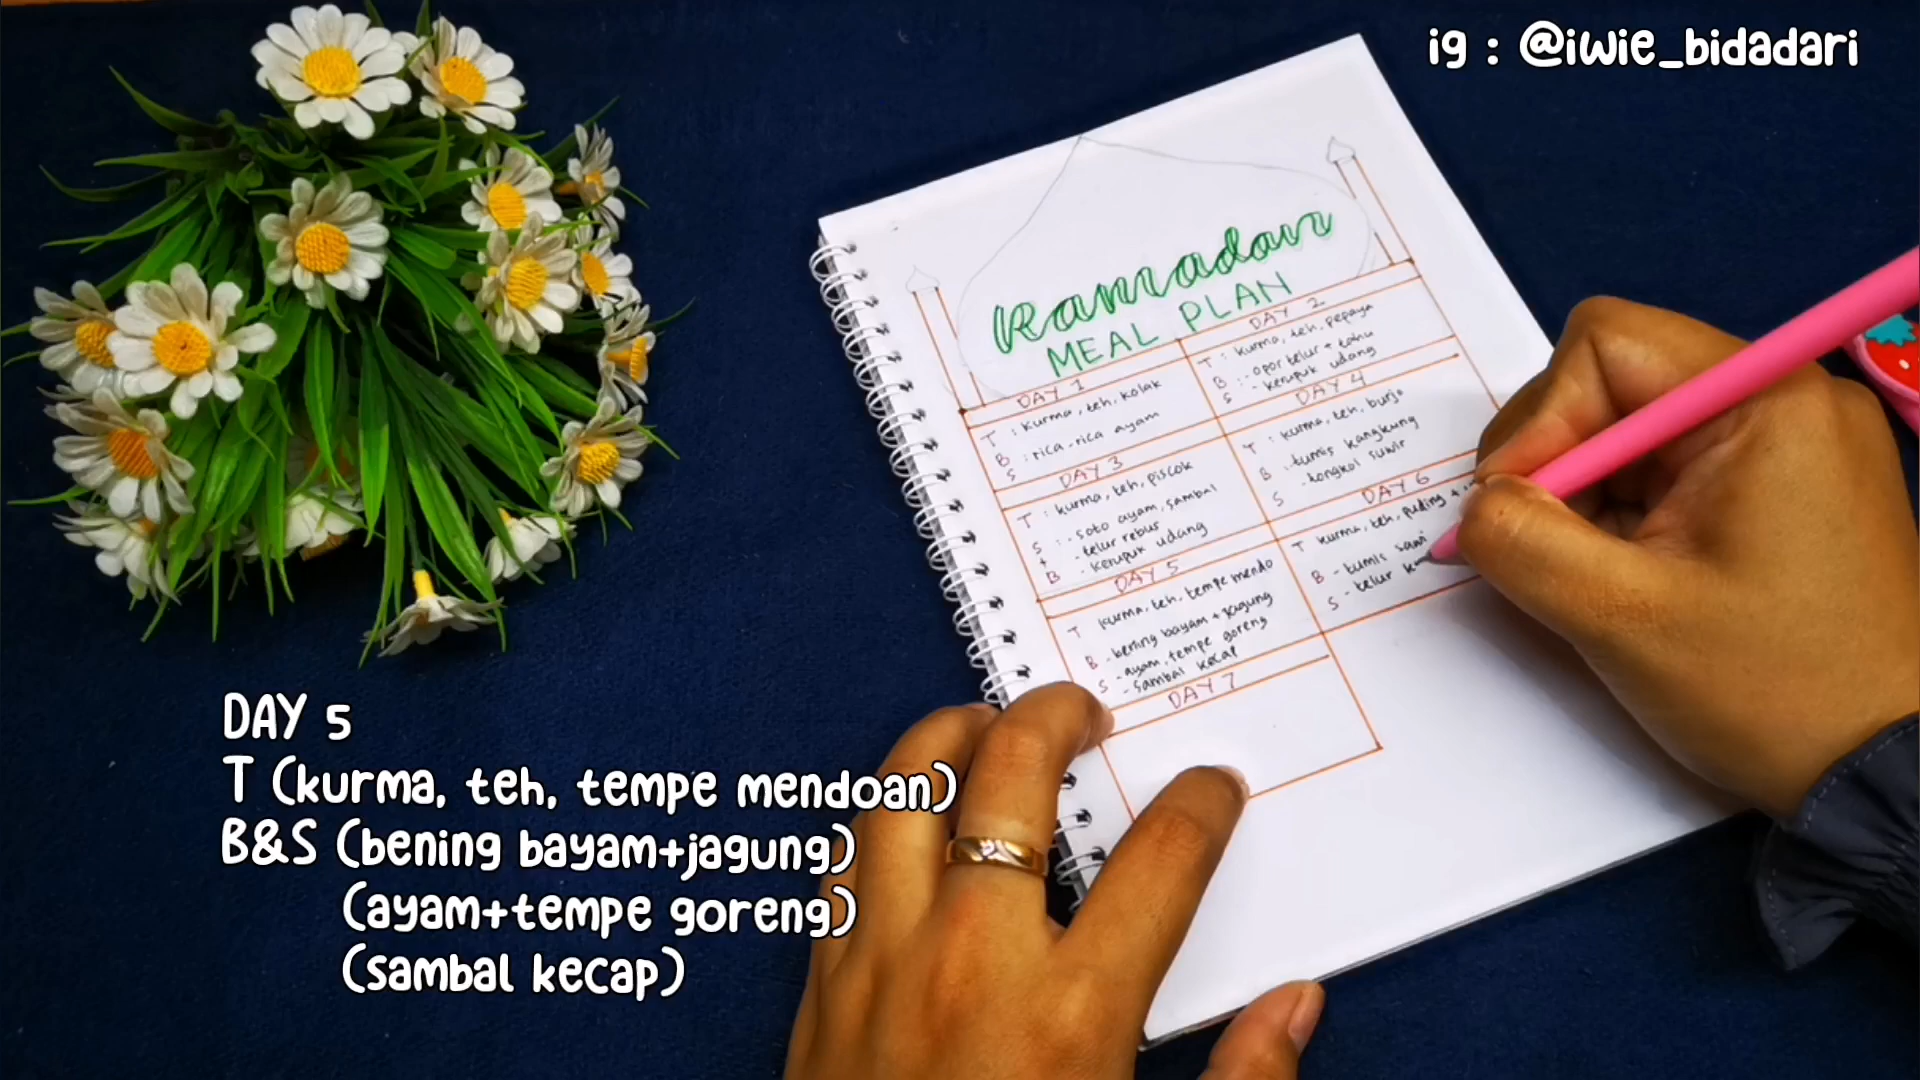 ig : @iwie_bidadari
Ramadan
MEAL PLAN
DAY 1
T : kurma, teh, kolak
B : rica-rica ayam
S
DAY 2
T : kurma, teh, pepaya
B : - opor telur + tahu
S - kerupuk udang
DAY 3
T : kurma, teh, piscok
S : - soto ayam, sambal
+ - telur rebus
B - kerupuk udang
DAY 4
T : kurma, teh, burjo
B : - tumis kangkung
S - tongkol suwir
DAY 5
T kurma, teh, tempe mendo
B - bening bayam + jagung
S - ayam, tempe goreng
- sambal kecap
DAY 6
T kurma, teh, puding +
B - tumis sawi
S - telur
DAY 7
DAY 5
T (kurma, teh, tempe mendoan)
B&S (bening bayam+jagung)
(ayam+tempe goreng)
(sambal kecap)